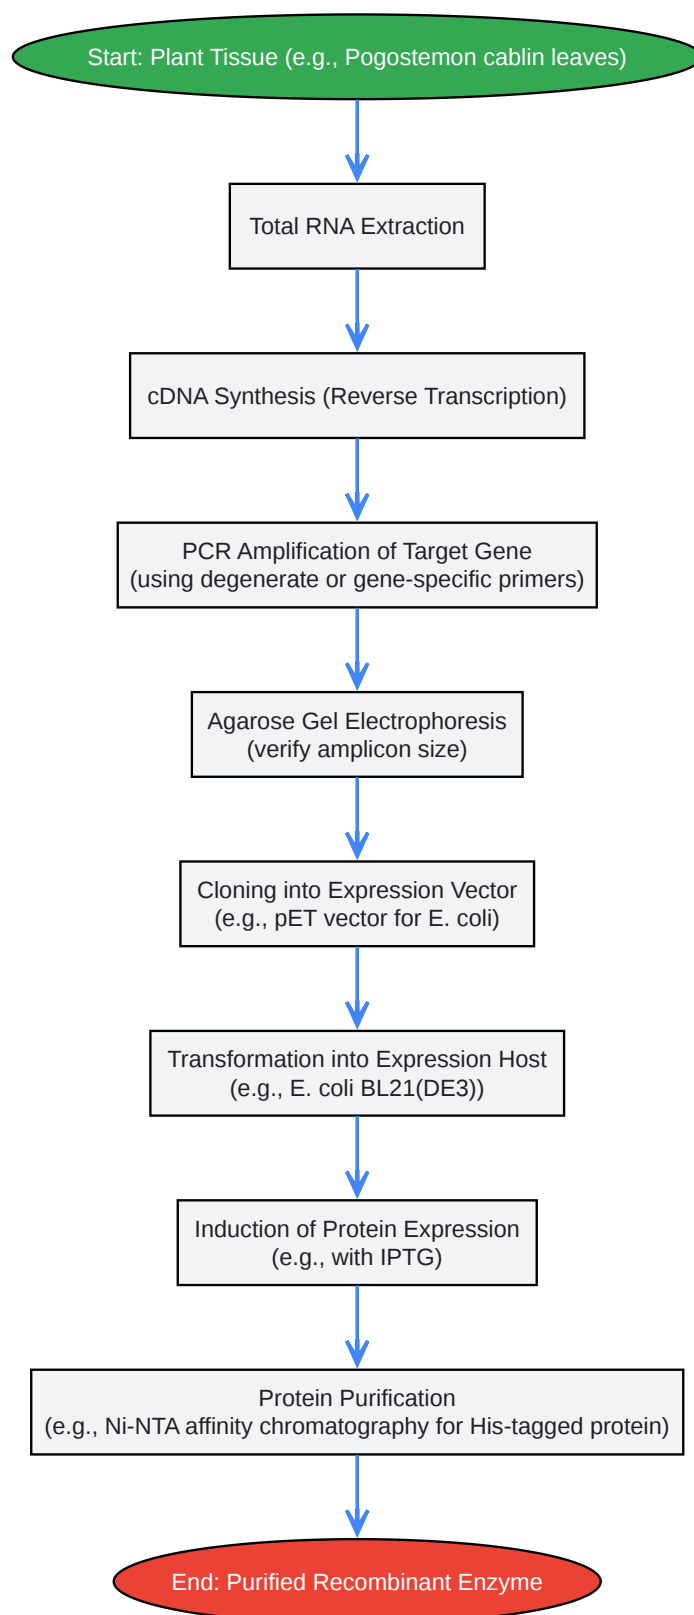 Start: Plant Tissue (e.g., Pogostemon cablin leaves)
Total RNA Extraction
cDNA Synthesis (Reverse Transcription)
PCR Amplification of Target Gene
(using degenerate or gene-specific primers)
Agarose Gel Electrophoresis
(verify amplicon size)
Cloning into Expression Vector
(e.g., pET vector for E. coli)
Transformation into Expression Host
(e.g., E. coli BL21(DE3))
Induction of Protein Expression
(e.g., with IPTG)
Protein Purification
(e.g., Ni-NTA affinity chromatography for His-tagged protein)
End: Purified Recombinant Enzyme